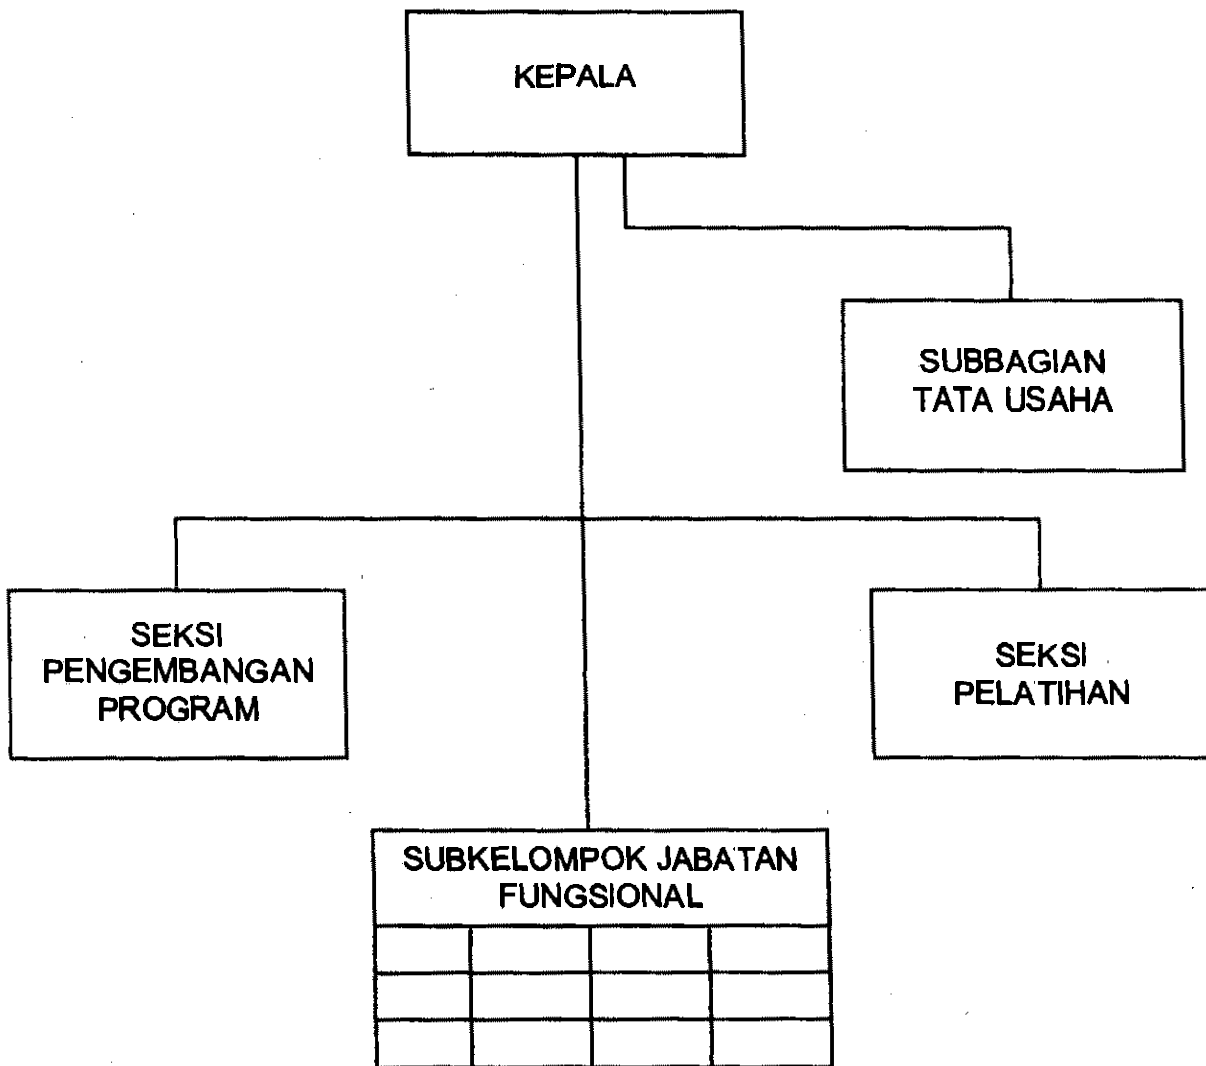 KEPALA
SUBBAGIAN
TATA USAHA
SEKSI
PENGEMBANGAN
PROGRAM
SEKSI
PELATIHAN
SUBKELOMPOK JABATAN
FUNGSIONAL